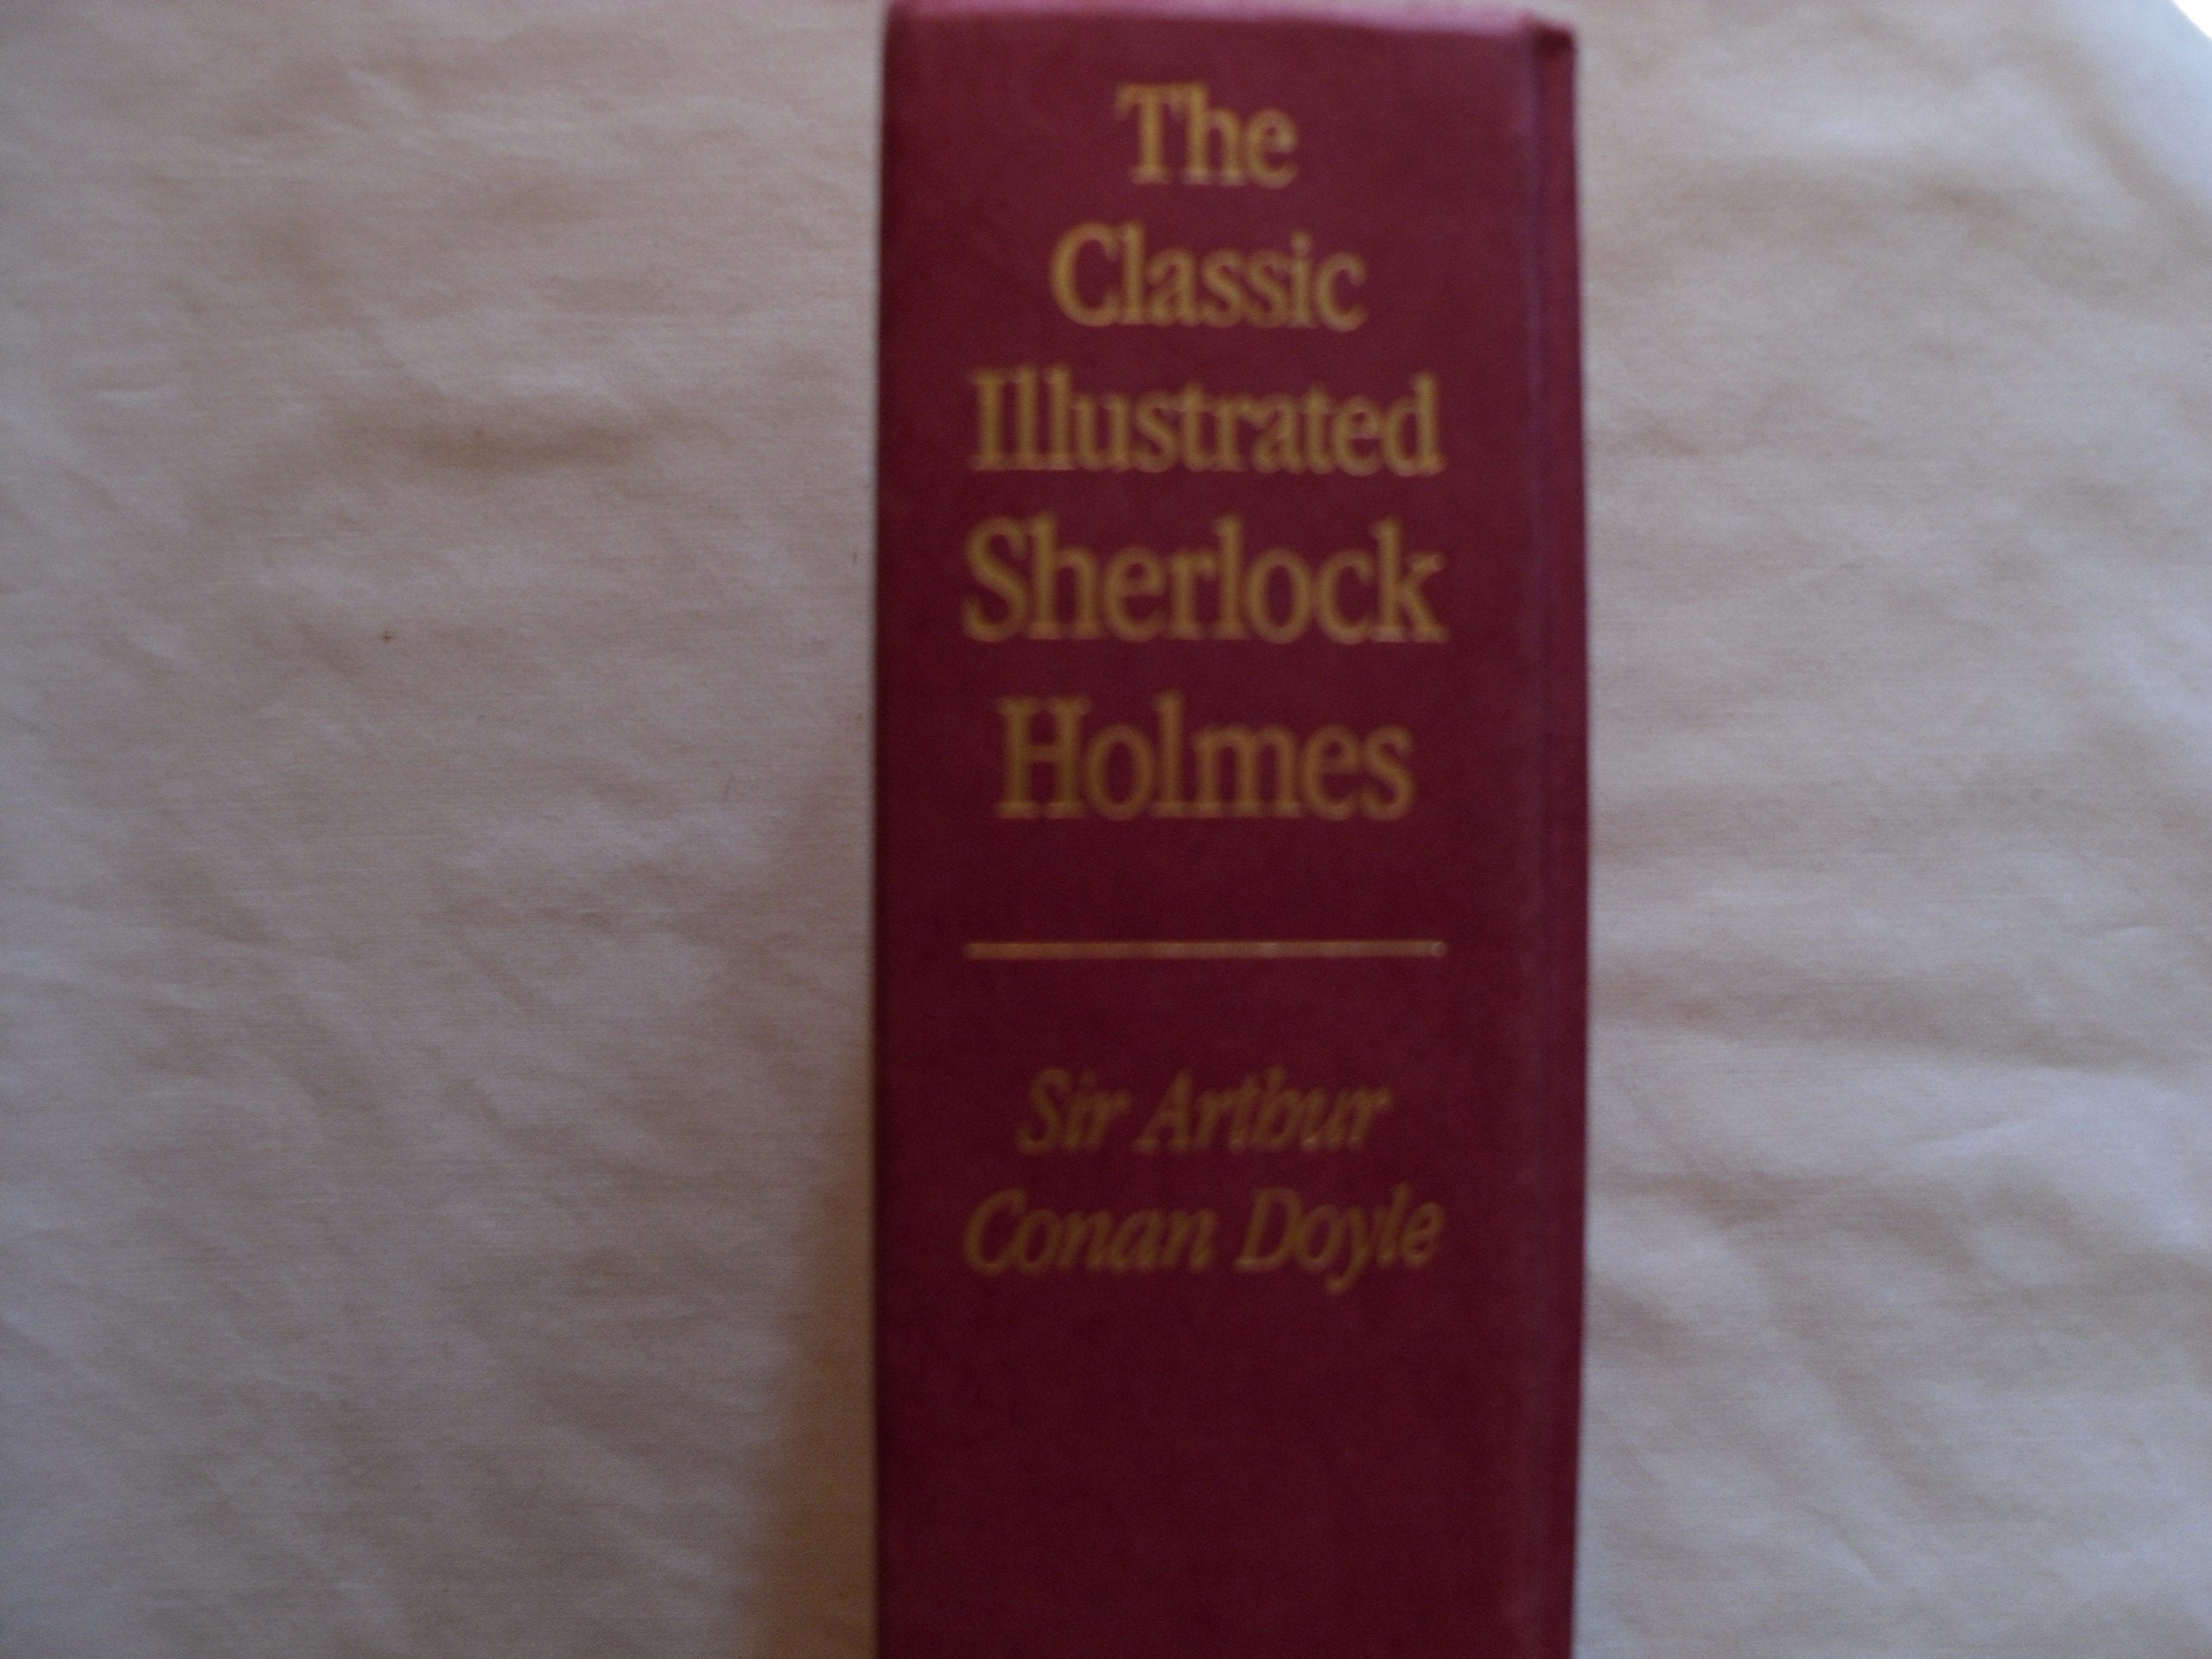 The
Classic
Illustrated
Sherlock
Holmes
Sir Arthur
Conan Doyle